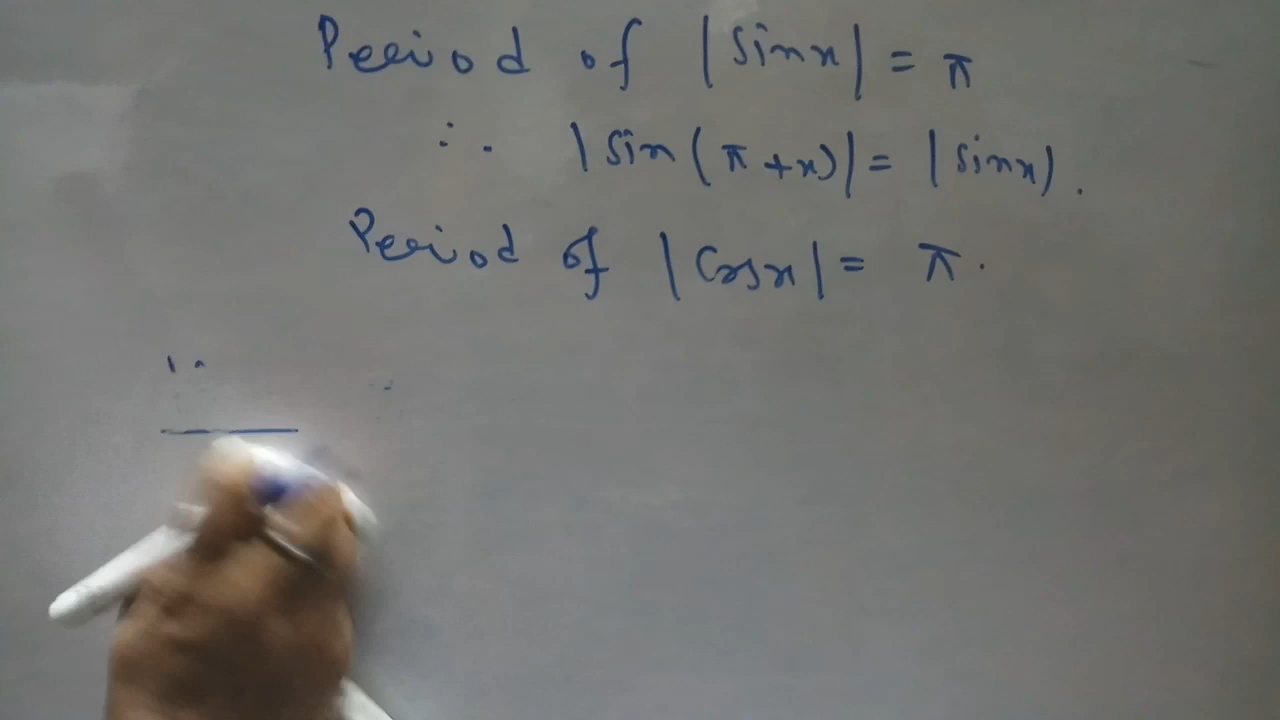 Period of |sinx| = π
∴ |sin(π+x)| = |sinx|.
Period of |cosx| = π.